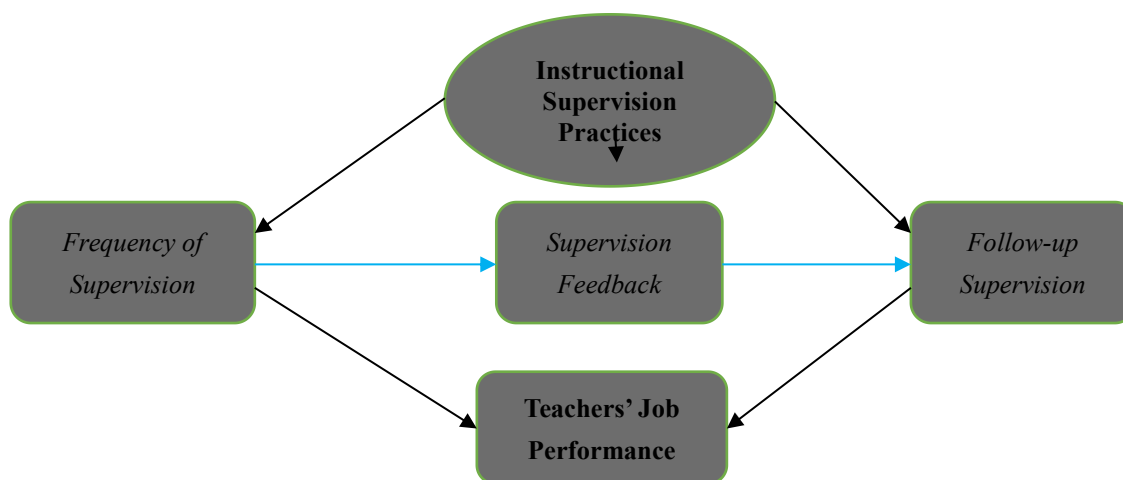 Instructional
Supervision
Practices
Frequency of
Supervision
Supervision
Feedback
Follow-up
Supervision
Teachers’ Job
Performance